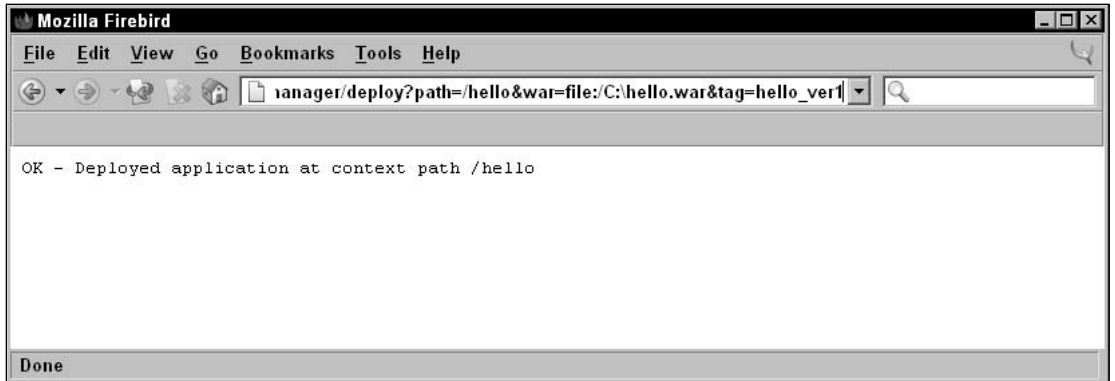 Mozilla Firebird
File Edit View Go Bookmarks Tools Help
nanager/deploy?path=/hello&war=file:/C:\hello.war&tag=hello_ver1
OK - Deployed application at context path /hello
Done